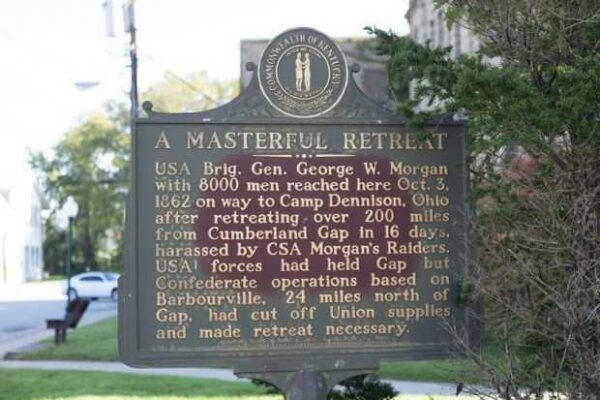 COMMONWEALTH OF KENTUCKY
A MASTERFUL RETREAT
USA Brig. Gen. George W. Morgan
with 8000 men reached here Oct. 3,
1862 on way to Camp Dennison, Ohio
after retreating over 200 miles
from Cumberland Gap in 16 days,
harassed by CSA Morgan's Raiders.
USA forces had held Gap but
Confederate operations based on
Barbourville, 24 miles north of
Gap, had cut off Union supplies
and made retreat necessary.